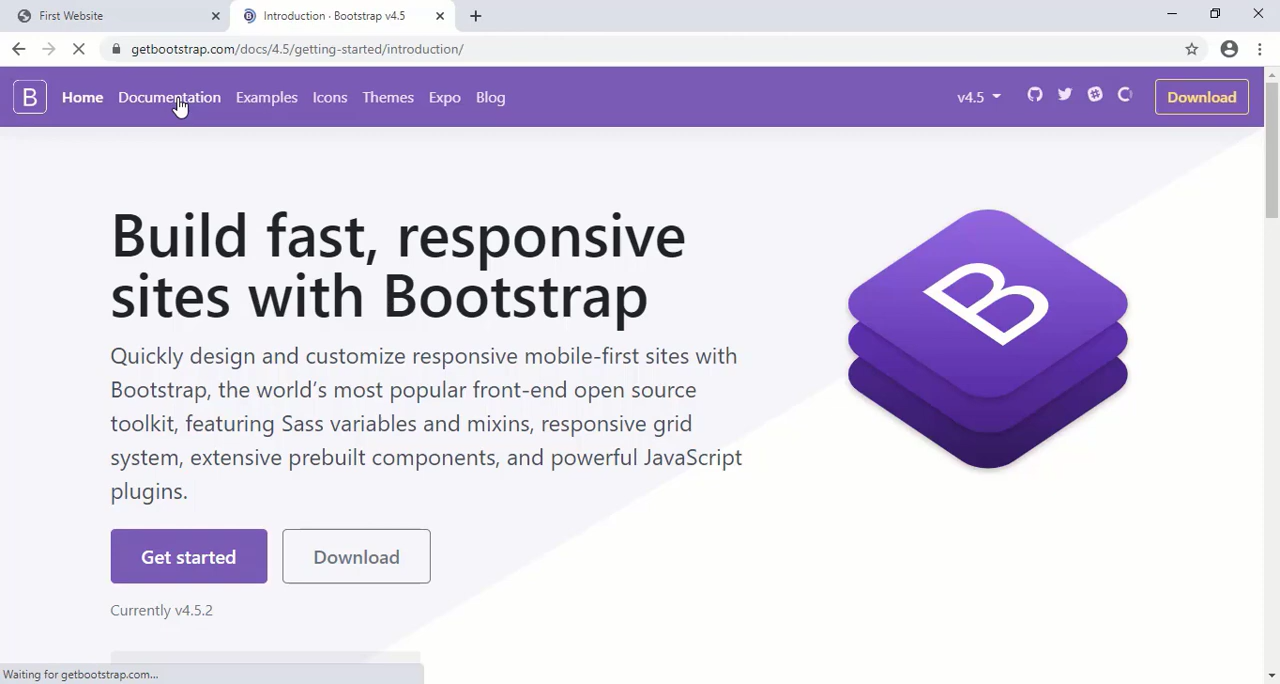 First Website
Introduction · Bootstrap v4.5
getbootstrap.com/docs/4.5/getting-started/introduction/
B Home Documentation Examples Icons Themes Expo Blog v4.5 Download
Build fast, responsive
sites with Bootstrap
Quickly design and customize responsive mobile-first sites with
Bootstrap, the world’s most popular front-end open source
toolkit, featuring Sass variables and mixins, responsive grid
system, extensive prebuilt components, and powerful JavaScript
plugins.
B
Get started Download
Currently v4.5.2
Waiting for getbootstrap.com...